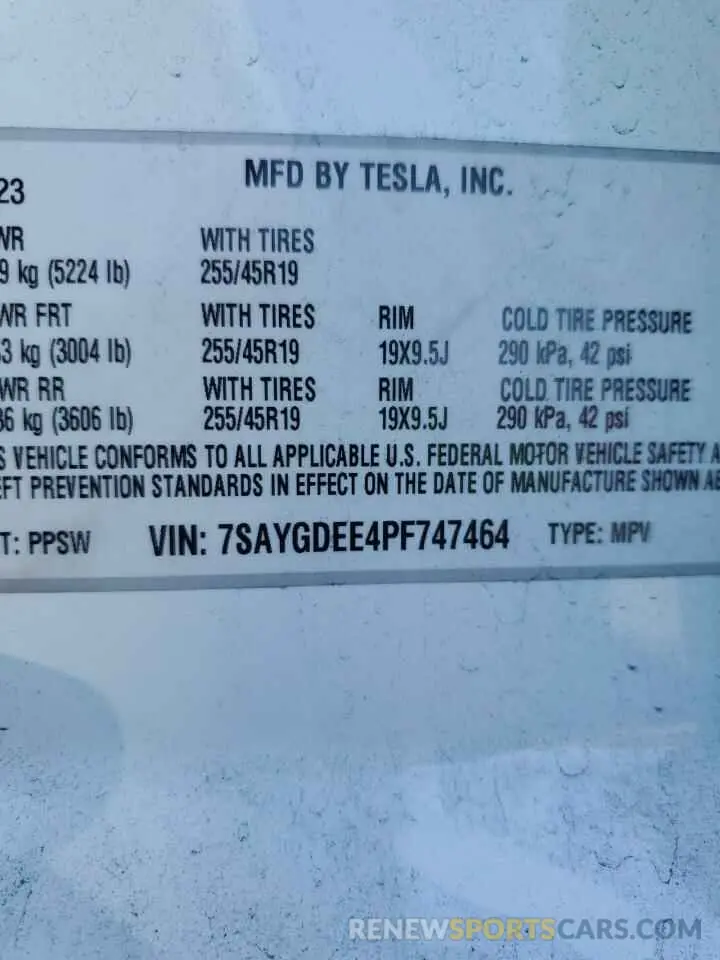 MFD BY TESLA, INC.
23
WR WITH TIRES
9 kg (5224 lb) 255/45R19
WR FRT WITH TIRES RIM COLD TIRE PRESSURE
3 kg (3004 lb) 255/45R19 19X9.5J 290 kPa, 42 psi
WR RR WITH TIRES RIM COLD TIRE PRESSURE
36 kg (3606 lb) 255/45R19 19X9.5J 290 kPa, 42 psi
S VEHICLE CONFORMS TO ALL APPLICABLE U.S. FEDERAL MOTOR VEHICLE SAFETY A
EFT PREVENTION STANDARDS IN EFFECT ON THE DATE OF MANUFACTURE SHOWN AB
T: PPSW VIN: 7SAYGDEE4PF747464 TYPE: MPV
RENEWSPORTSCARS.COM